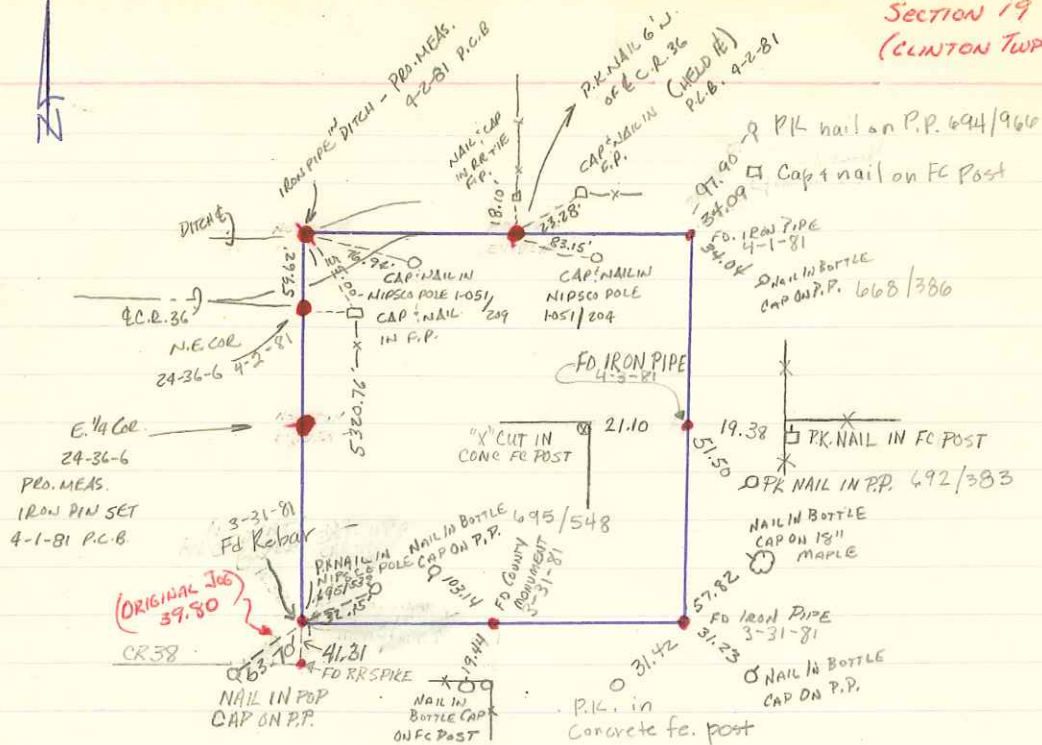 SECTION 19
(CLINTON TWP
N
IRON PIPE IN DITCH - PRO. MEAS.
4-2-81 P.C.B
P.K. NAIL 6'N.
OF ℄ C.R. 36 (HELD ℄)
P.C.B. 4-2-81
NAIL & CAP
IN RR TIE
F.P.
CAP & NAIL IN
F.P.
97.90 PK nail on P.P. 694/966
34.09 Cap & nail on FC Post
DITCH ℄
18.10'
23.28'
83.15'
FD. IRON PIPE
4-1-81
34.04
NAIL IN BOTTLE
CAP ON P.P. 668/386
59.62'
76.92'
CAP & NAIL IN
NIPSCO POLE 1-051/
209
CAP & NAIL IN
NIPSCO POLE
1051/204
CAP & NAIL
IN F.P.
℄ C.R. 36
N.E. COR
24-36-6 4-2-81
5320.76'
FD IRON PIPE
4-3-81
E. 1/4 COR.
24-36-6
PRO. MEAS.
IRON PIN SET
4-1-81 P.C.B.
"X" CUT IN
CONC FC POST
21.10
19.38
P.K. NAIL IN FC POST
51.50
PK NAIL IN P.P. 692/383
3-31-81
Fd Rebar
P.K NAIL IN
NIPSCO POLE
695/539
52.15
NAIL IN BOTTLE
CAP ON P.P. 695/548
103.14
FD COUNTY
MONUMENT
3-31-81
NAIL IN BOTTLE
CAP ON 18"
MAPLE
57.82
(ORIGINAL JOB)
39.80
FD IRON PIPE
3-31-81
31.23
CR 38
63.70'
41.31
FD RR SPIKE
19.44
31.42
NAIL IN BOTTLE
CAP ON P.P.
NAIL IN POP
CAP ON P.P.
NAIL IN
BOTTLE CAP
ON FC POST
P.K. in
Concrete fe. post